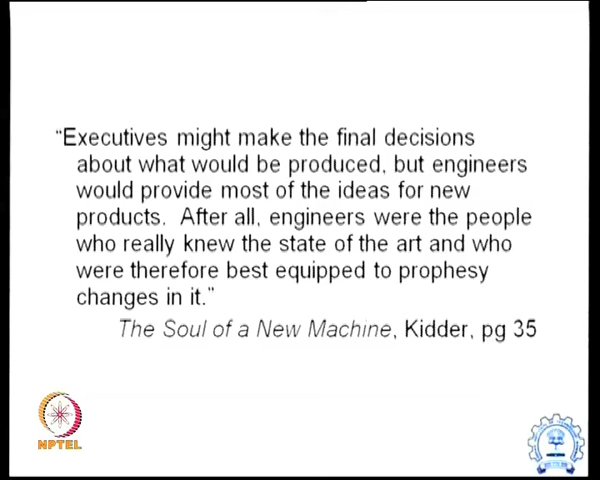 "Executives might make the final decisions
about what would be produced, but engineers
would provide most of the ideas for new
products. After all, engineers were the people
who really knew the state of the art and who
were therefore best equipped to prophesy
changes in it."
The Soul of a New Machine, Kidder, pg 35
NPTEL